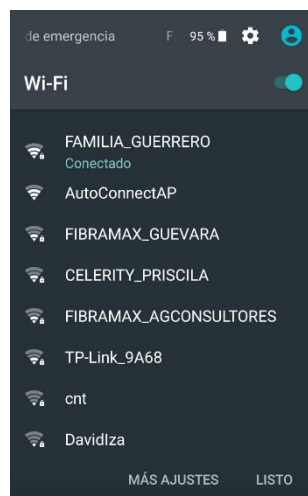 de emergencia F 95 %
Wi-Fi
FAMILIA_GUERRERO
Conectado
AutoConnectAP
FIBRAMAX_GUEVARA
CELERITY_PRISCILA
FIBRAMAX_AGCONSULTORES
TP-Link_9A68
cnt
DavidIza
MÁS AJUSTES LISTO